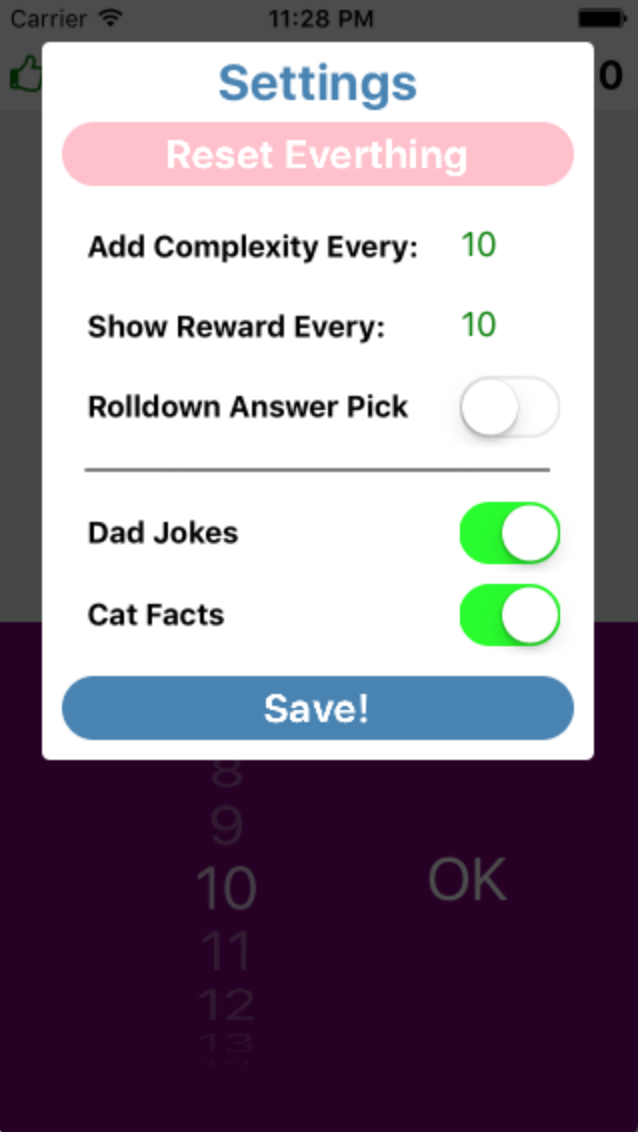 Carrier 11:28 PM
0
Settings
Reset Everthing
Add Complexity Every: 10
Show Reward Every: 10
Rolldown Answer Pick
Dad Jokes
Cat Facts
Save!
8
9
10 OK
11
12
13